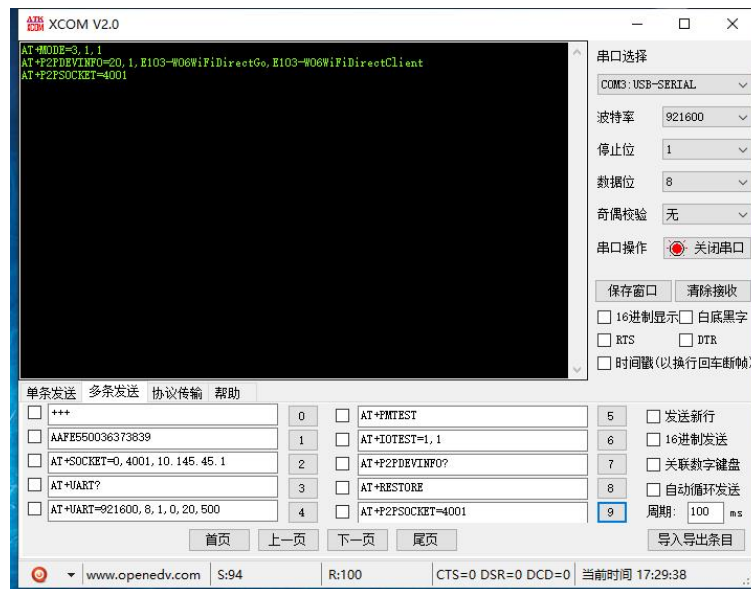 ATK XCOM XCOM V2.0
AT+MODE=3,1,1
AT+P2PDEVINFO=20,1,E103-W06WiFiDirectGo,E103-W06WiFiDirectClient
AT+P2PSOCKET=4001
串口选择
COM3:USB-SERIAL
波特率 921600
停止位 1
数据位 8
奇偶校验 无
串口操作 关闭串口
保存窗口 清除接收
16进制显示 白底黑字
RTS DTR
时间戳(以换行回车断帧)
单条发送 多条发送 协议传输 帮助
+++ 0 AT+PMTEST 5 发送新行
AAFE550036373839 1 AT+IOTEST=1,1 6 16进制发送
AT+SOCKET=0,4001,10.145.45.1 2 AT+P2PDEVINFO? 7 关联数字键盘
AT+UART? 3 AT+RESTORE 8 自动循环发送
AT+UART=921600,8,1,0,20,500 4 AT+P2PSOCKET=4001 9 周期: 100 ms
首页 上一页 下一页 尾页 导入导出条目
www.openedv.com S:94 R:100 CTS=0 DSR=0 DCD=0 当前时间 17:29:38